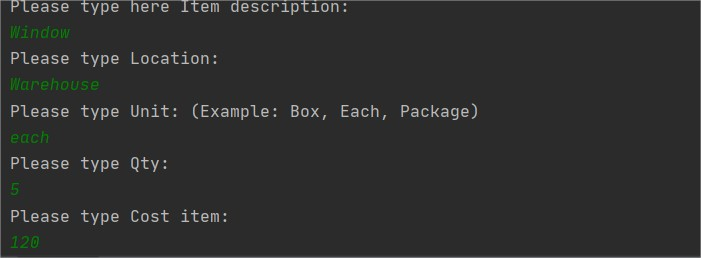 Please type here Item description:
Window
Please type Location:
Warehouse
Please type Unit: (Example: Box, Each, Package)
each
Please type Qty:
5
Please type Cost item:
120